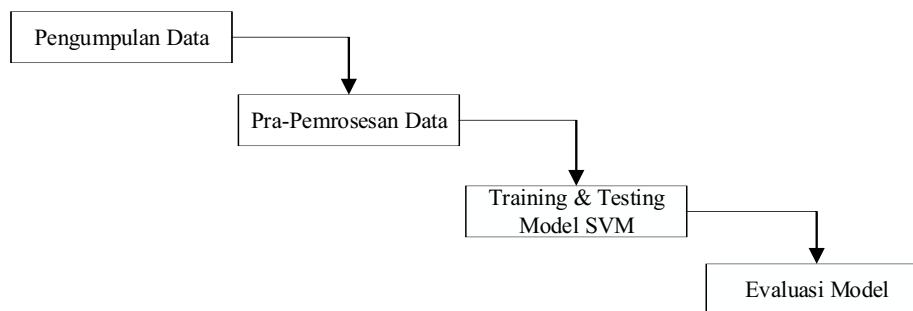 Pengumpulan Data
Pra-Pemrosesan Data
Training & Testing
Model SVM
Evaluasi Model